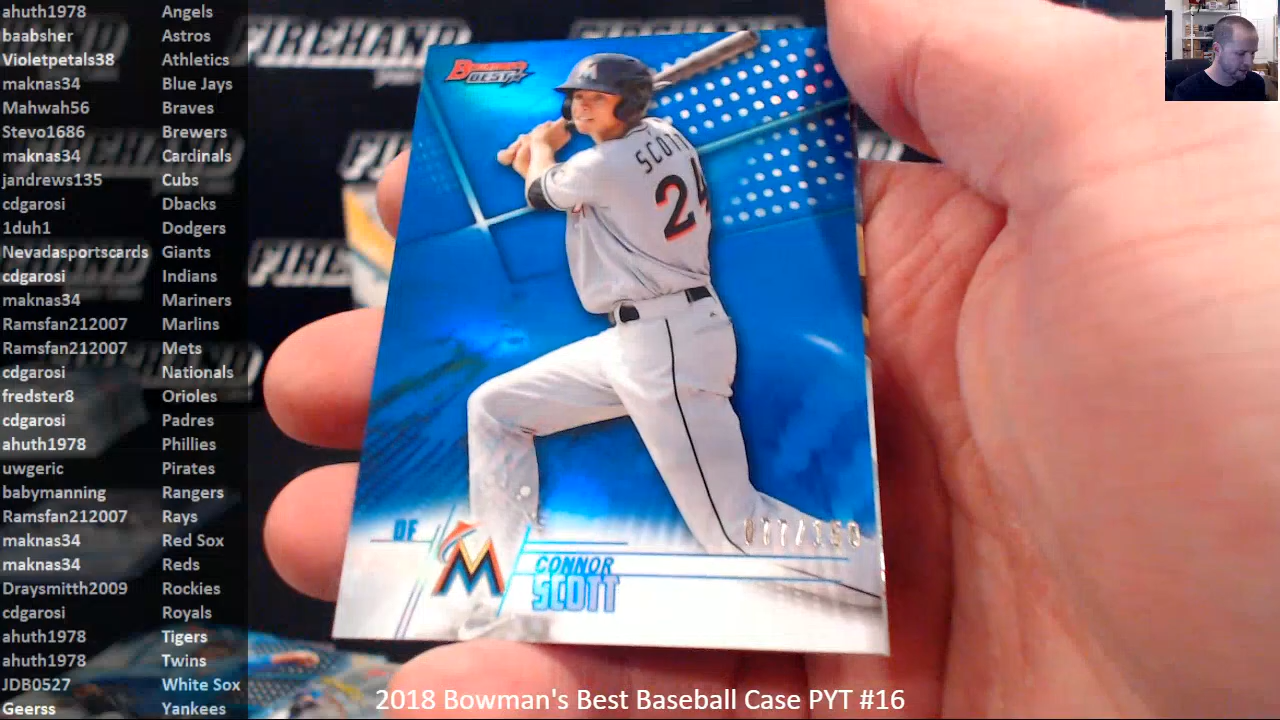 ahuth1978 Angels
baabsher Astros
Violetpetals38 Athletics
maknas34 Blue Jays
Mahwah56 Braves
Stevo1686 Brewers
maknas34 Cardinals
jandrews135 Cubs
cdgarosi Dbacks
1duh1 Dodgers
Nevadasportscards Giants
cdgarosi Indians
maknas34 Mariners
Ramsfan212007 Marlins
Ramsfan212007 Mets
cdgarosi Nationals
fredster8 Orioles
cdgarosi Padres
ahuth1978 Phillies
uwgeric Pirates
babymanning Rangers
Ramsfan212007 Rays
maknas34 Red Sox
maknas34 Reds
Draysmitth2009 Rockies
cdgarosi Royals
ahuth1978 Tigers
ahuth1978 Twins
JDB0527 White Sox
Geerss Yankees
FIREHAND
FIREHAND
BOWMAN'S
BEST
M
SCOTT
24
OF
M
CONNOR
SCOTT
2018 Bowman's Best Baseball Case PYT #16